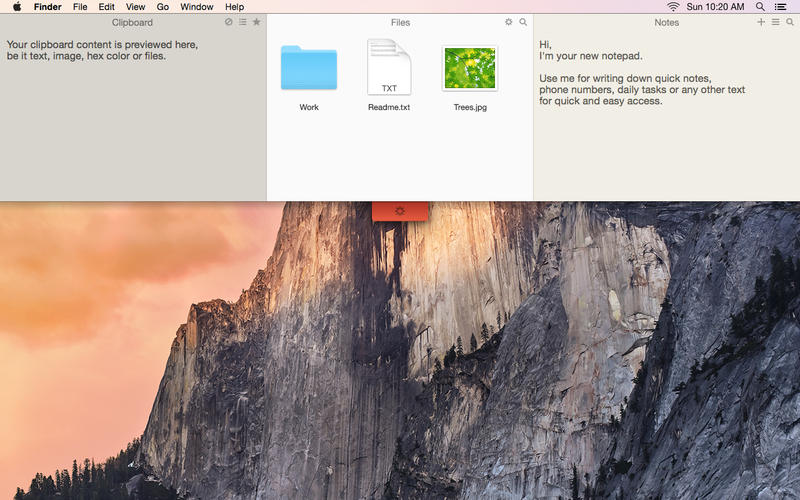 Finder File Edit View Go Window Help Sun 10:20 AM
Clipboard
Your clipboard content is previewed here,
be it text, image, hex color or files.
Files
TXT
Work Readme.txt Trees.jpg
Notes
Hi,
I'm your new notepad.
Use me for writing down quick notes,
phone numbers, daily tasks or any other text
for quick and easy access.